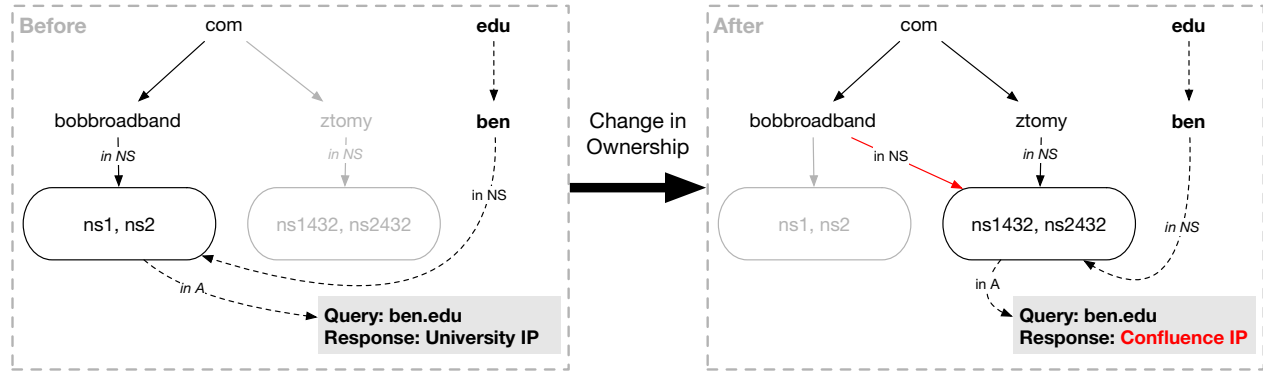 Before
com
edu
bobbroadband
ztomy
ben
in NS
in NS
in NS
ns1, ns2
ns1432, ns2432
in A
Query: ben.edu
Response: University IP
Change in
Ownership
After
com
edu
bobbroadband
ztomy
ben
in NS
in NS
in NS
ns1, ns2
ns1432, ns2432
in A
Query: ben.edu
Response: Confluence IP